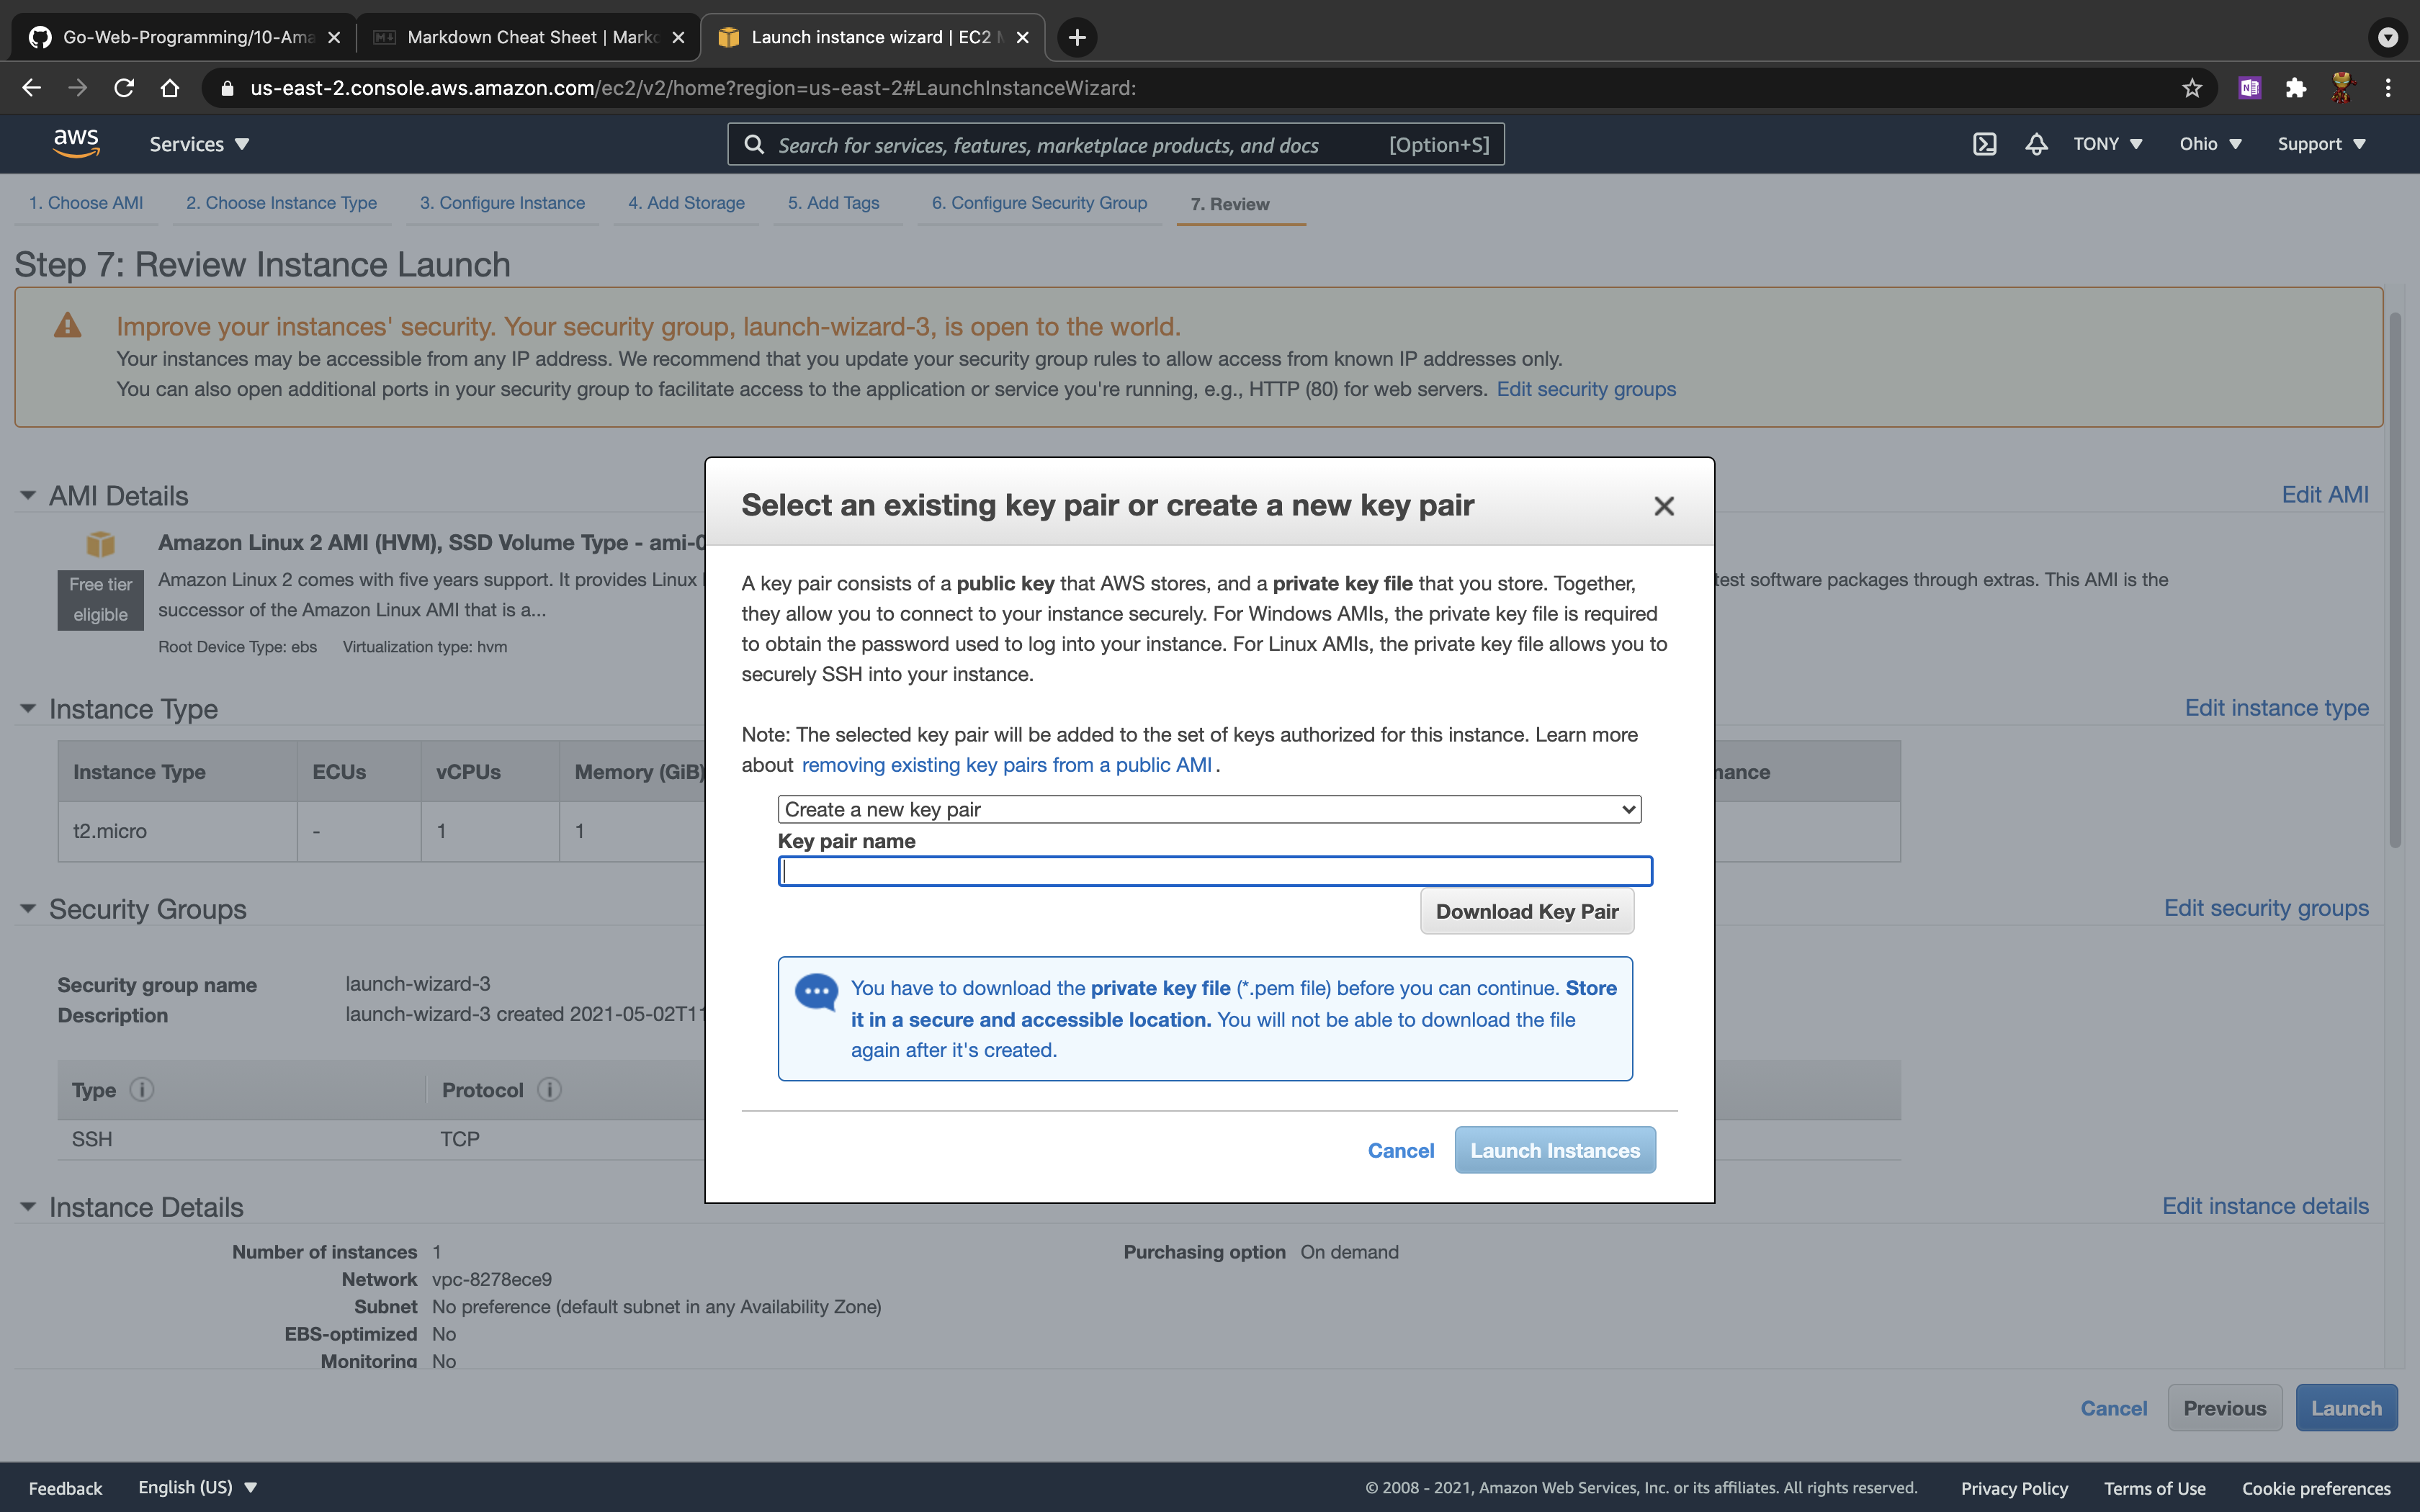 Go-Web-Programming/10-Ama
Markdown Cheat Sheet | Markd
Launch instance wizard | EC2 M
us-east-2.console.aws.amazon.com/ec2/v2/home?region=us-east-2#LaunchInstanceWizard:
aws
Services
Search for services, features, marketplace products, and docs [Option+S]
TONY
Ohio
Support
1. Choose AMI
2. Choose Instance Type
3. Configure Instance
4. Add Storage
5. Add Tags
6. Configure Security Group
7. Review
Step 7: Review Instance Launch
Improve your instances' security. Your security group, launch-wizard-3, is open to the world.
Your instances may be accessible from any IP address. We recommend that you update your security group rules to allow access from known IP addresses only.
You can also open additional ports in your security group to facilitate access to the application or service you're running, e.g., HTTP (80) for web servers. Edit security groups
AMI Details
Edit AMI
Amazon Linux 2 AMI (HVM), SSD Volume Type - ami-0
Free tier
eligible
Amazon Linux 2 comes with five years support. It provides Linux
test software packages through extras. This AMI is the
successor of the Amazon Linux AMI that is a...
Root Device Type: ebs Virtualization type: hvm
Instance Type
Edit instance type
Instance Type ECUs vCPUs Memory (GiB)
mance
t2.micro - 1 1
Security Groups
Edit security groups
Security group name launch-wizard-3
Description launch-wizard-3 created 2021-05-02T11
Type Protocol
SSH TCP
Instance Details
Edit instance details
Number of instances 1
Purchasing option On demand
Network vpc-8278ece9
Subnet No preference (default subnet in any Availability Zone)
EBS-optimized No
Monitoring No
Select an existing key pair or create a new key pair
A key pair consists of a public key that AWS stores, and a private key file that you store. Together,
they allow you to connect to your instance securely. For Windows AMIs, the private key file is required
to obtain the password used to log into your instance. For Linux AMIs, the private key file allows you to
securely SSH into your instance.
Note: The selected key pair will be added to the set of keys authorized for this instance. Learn more
about removing existing key pairs from a public AMI .
Create a new key pair
Key pair name
Download Key Pair
You have to download the private key file (*.pem file) before you can continue. Store
it in a secure and accessible location. You will not be able to download the file
again after it's created.
Cancel
Launch Instances
Cancel
Previous
Launch
Feedback
English (US)
© 2008 - 2021, Amazon Web Services, Inc. or its affiliates. All rights reserved.
Privacy Policy
Terms of Use
Cookie preferences